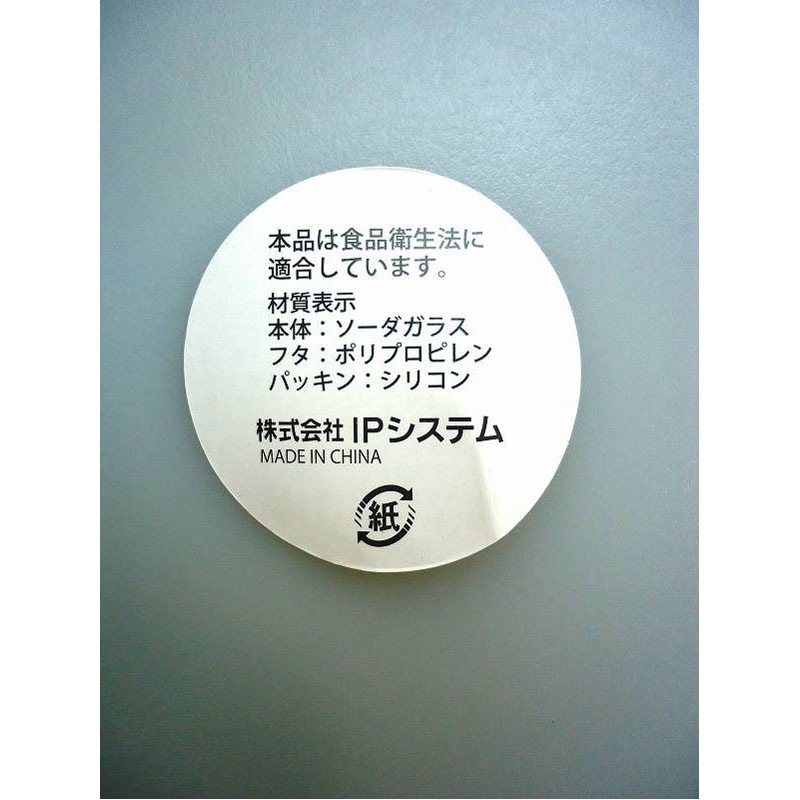 本品は食品衛生法に
適合しています。
材質表示
本体：ソーダガラス
フタ：ポリプロピレン
パッキン：シリコン
株式会社 IPシステム
MADE IN CHINA
紙